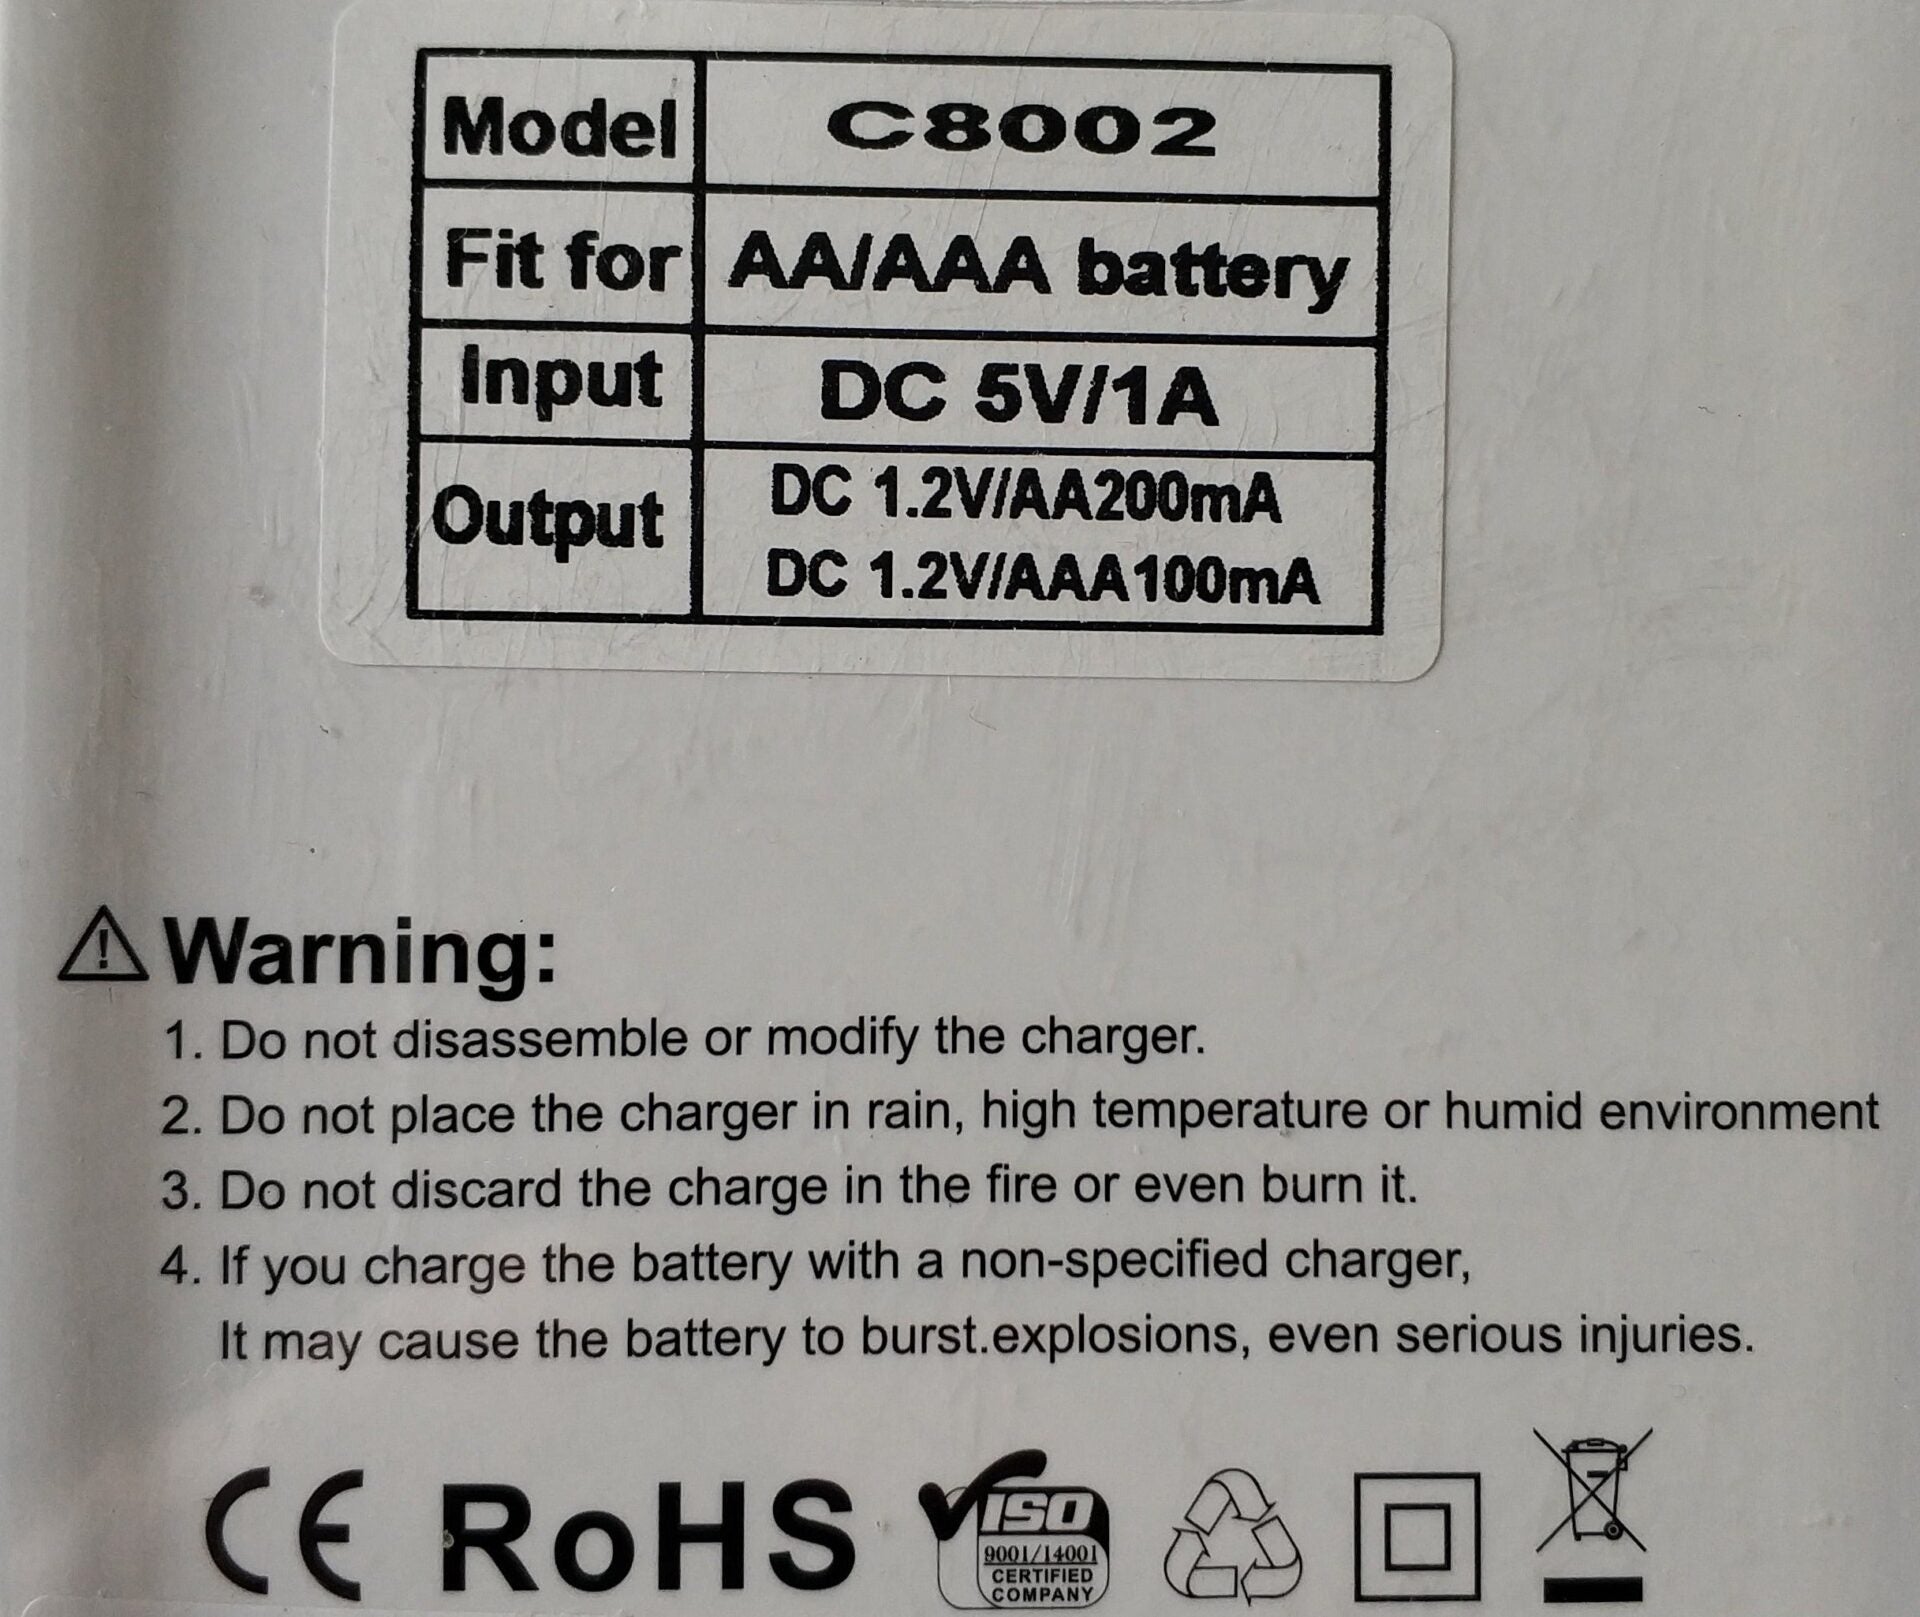 Model C8002
Fit for AA/AAA battery
Input DC 5V/1A
Output DC 1.2V/AA200mA
DC 1.2V/AAA100mA
Warning:
1. Do not disassemble or modify the charger.
2. Do not place the charger in rain, high temperature or humid environment
3. Do not discard the charge in the fire or even burn it.
4. If you charge the battery with a non-specified charger,
It may cause the battery to burst.explosions, even serious injuries.
CE RoHS ISO
9001/14001
CERTIFIED
COMPANY